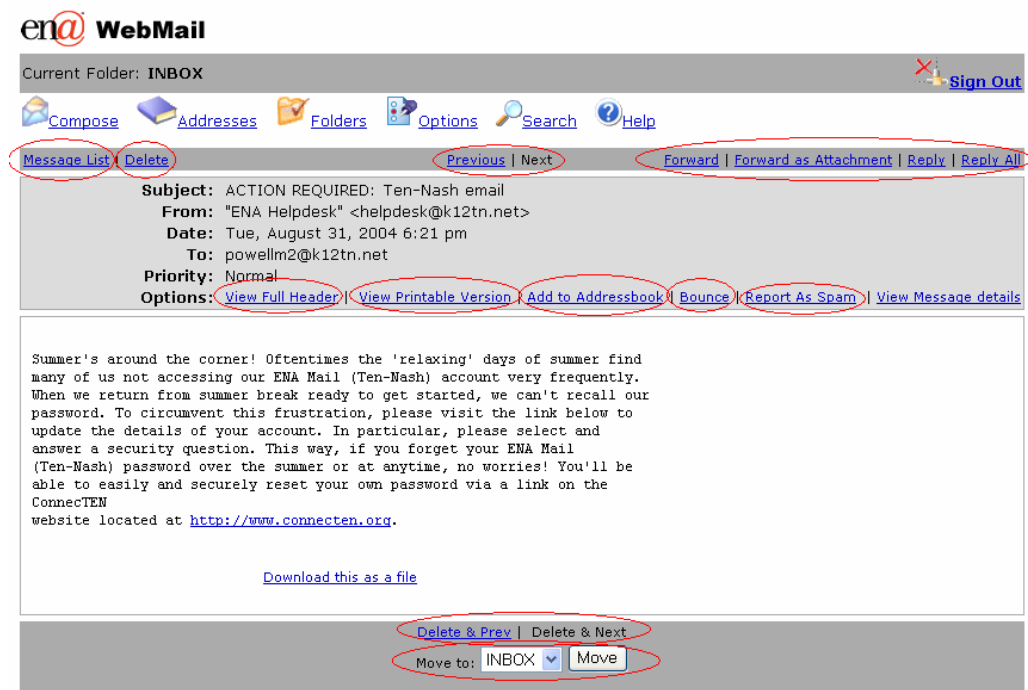 en@ WebMail
Current Folder: INBOX
Sign Out
Compose Addresses Folders Options Search Help
Message List | Delete Previous | Next Forward | Forward as Attachment | Reply | Reply All
Subject: ACTION REQUIRED: Ten-Nash email
From: "ENA Helpdesk" <helpdesk@k12tn.net>
Date: Tue, August 31, 2004 6:21 pm
To: powellm2@k12tn.net
Priority: Normal
Options: View Full Header | View Printable Version | Add to Addressbook | Bounce | Report As Spam | View Message details
Summer's around the corner! Oftentimes the 'relaxing' days of summer find
many of us not accessing our ENA Mail (Ten-Nash) account very frequently.
When we return from summer break ready to get started, we can't recall our
password. To circumvent this frustration, please visit the link below to
update the details of your account. In particular, please select and
answer a security question. This way, if you forget your ENA Mail
(Ten-Nash) password over the summer or at anytime, no worries! You'll be
able to easily and securely reset your own password via a link on the
ConnecTEN
website located at http://www.connecten.org.
Download this as a file
Delete & Prev | Delete & Next
Move to: INBOX Move